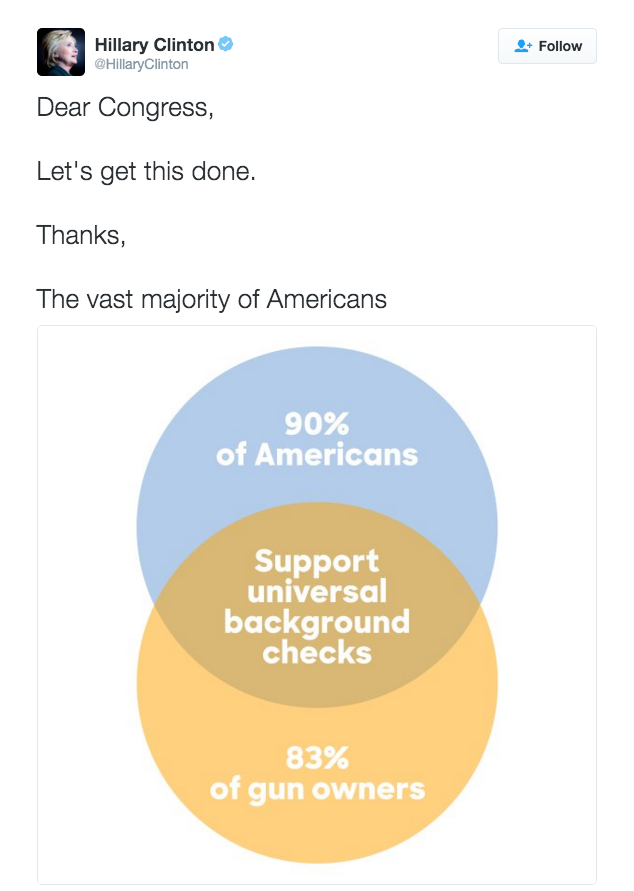 Hillary Clinton
@HillaryClinton
Follow
Dear Congress,
Let's get this done.
Thanks,
The vast majority of Americans
90%
of Americans
Support
universal
background
checks
83%
of gun owners